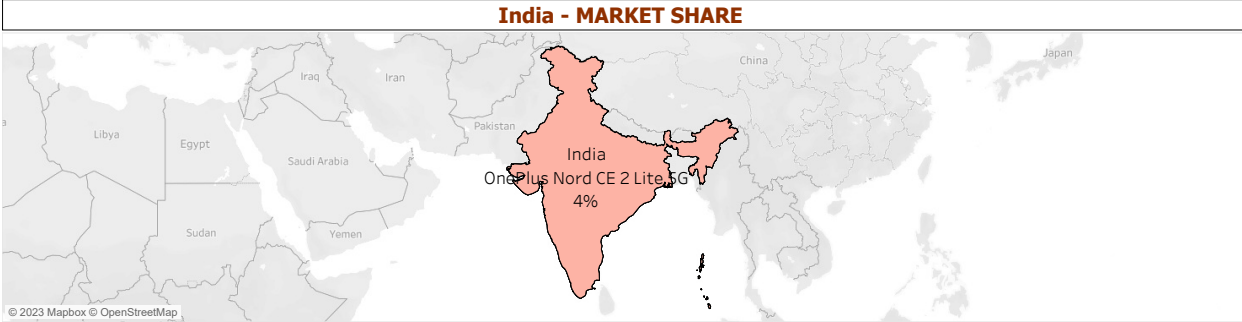 India - MARKET SHARE
Japan
China
Iraq
Iran
Pakistan
Libya
Egypt
Saudi Arabia
India
OnePlus Nord CE 2 Lite 5G
4%
Sudan
Yemen
© 2023 Mapbox © OpenStreetMap